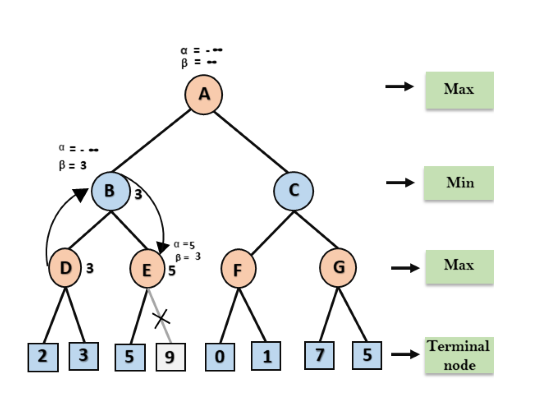 α = - ∞
β = ∞
A
Max
α = - ∞
β = 3
B
3
C
Min
α = 5
β = 3
D
3
E
5
F
G
Max
2
3
5
9
0
1
7
5
Terminal
node